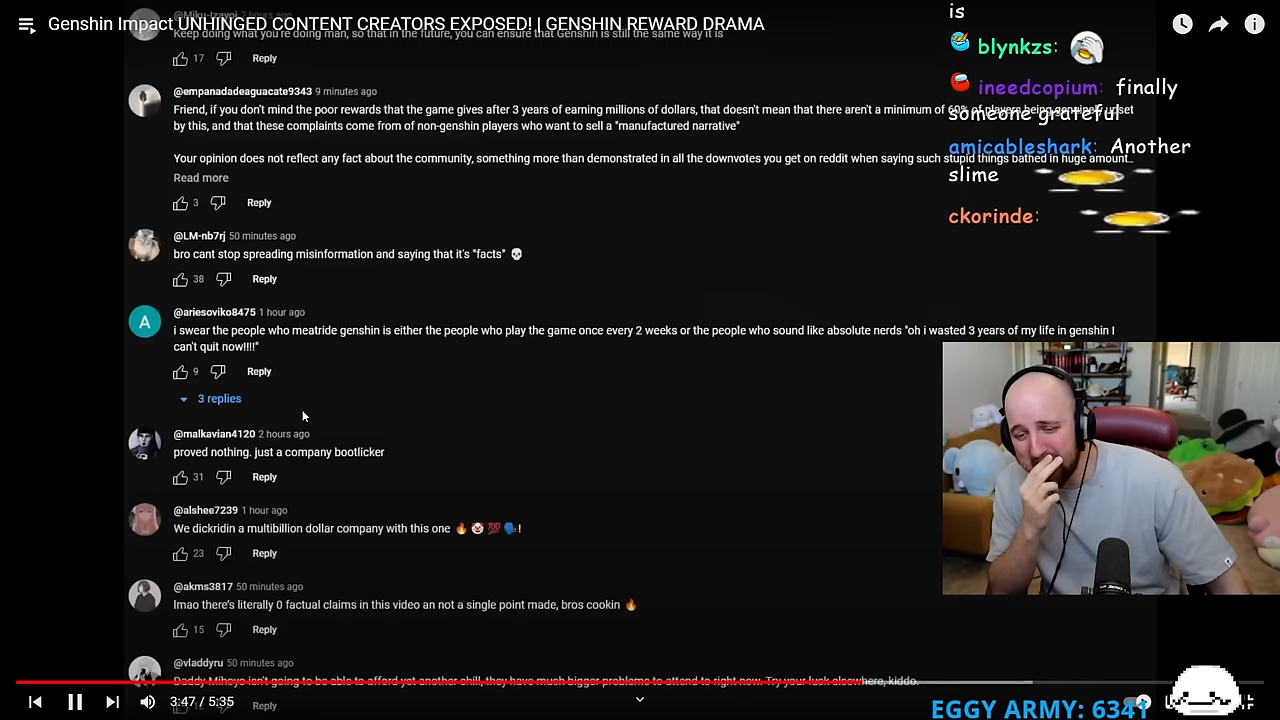 Genshin Impact UNHINGED CONTENT CREATORS EXPOSED! | GENSHIN REWARD DRAMA
@Miku-Izayoi
Keep doing what you're doing man, so that in the future, you can ensure that Genshin is still the same way it is
17
Reply
@empanadadeaguacate9343 9 minutes ago
Friend, if you don't mind the poor rewards that the game gives after 3 years of earning millions of dollars, that doesn't mean that there aren't a minimum of 60% of players being genuinely upset
by this, and that these complaints come from of non-genshin players who want to sell a "manufactured narrative"
Your opinion does not reflect any fact about the community, something more than demonstrated in all the downvotes you get on reddit when saying such stupid things bathed in huge amount...
Read more
3
Reply
@LM-nb7rj 50 minutes ago
bro cant stop spreading misinformation and saying that it's "facts" 💀
38
Reply
A
@ariesoviko8475 1 hour ago
i swear the people who meatride genshin is either the people who play the game once every 2 weeks or the people who sound like absolute nerds "oh i wasted 3 years of my life in genshin I
can't quit now!!!!"
9
Reply
3 replies
@malkavian4120 2 hours ago
proved nothing. just a company bootlicker
31
Reply
@alshee7239 1 hour ago
We dickridin a multibillion dollar company with this one 🔥🤡💯🗣️!
23
Reply
@akms3817 50 minutes ago
lmao there's literally 0 factual claims in this video an not a single point made, bros cookin 🔥
15
Reply
@vladdyru 50 minutes ago
Daddy Mihoyo isn't going to be able to afford yet another shill, they have much bigger problems to attend to right now. Try your luck elsewhere, kiddo.
Reply
3:47 / 5:35
is
blynkzs:
ineedcopium: finally
someone grateful
amicableshark: Another
slime
ckorinde:
EGGY ARMY: 6341